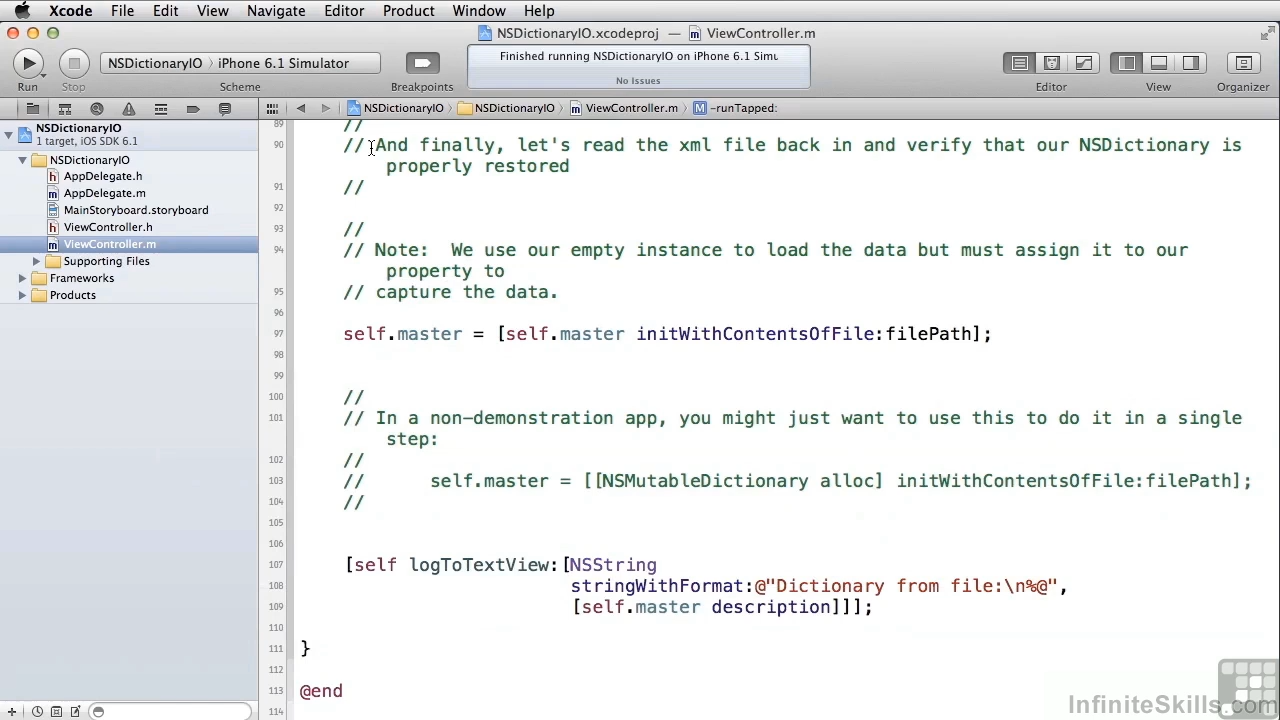 Xcode File Edit View Navigate Editor Product Window Help
NSDictionaryIO.xcodeproj — ViewController.m
NSDictionaryIO 〉 iPhone 6.1 Simulator
Finished running NSDictionaryIO on iPhone 6.1 Simu
No Issues
Run Stop Scheme Breakpoints Editor View Organizer
NSDictionaryIO NSDictionaryIO ViewController.m -runTapped:
NSDictionaryIO
1 target, iOS SDK 6.1
NSDictionaryIO
AppDelegate.h
AppDelegate.m
MainStoryboard.storyboard
ViewController.h
ViewController.m
Supporting Files
Frameworks
Products
89 //
90 // And finally, let's read the xml file back in and verify that our NSDictionary is
properly restored
91 //
92
93 //
94 // Note:  We use our empty instance to load the data but must assign it to our
property to
95 // capture the data.
96
97 self.master = [self.master initWithContentsOfFile:filePath];
98
99
100 //
101 // In a non-demonstration app, you might just want to use this to do it in a single
step:
102 //
103 //      self.master = [[NSMutableDictionary alloc] initWithContentsOfFile:filePath];
104 //
105
106
107 [self logToTextView:[NSString
108 stringWithFormat:@"Dictionary from file:\n%@",
109 [self.master description]]];
110
111 }
112
113 @end
114
InfiniteSkills.com